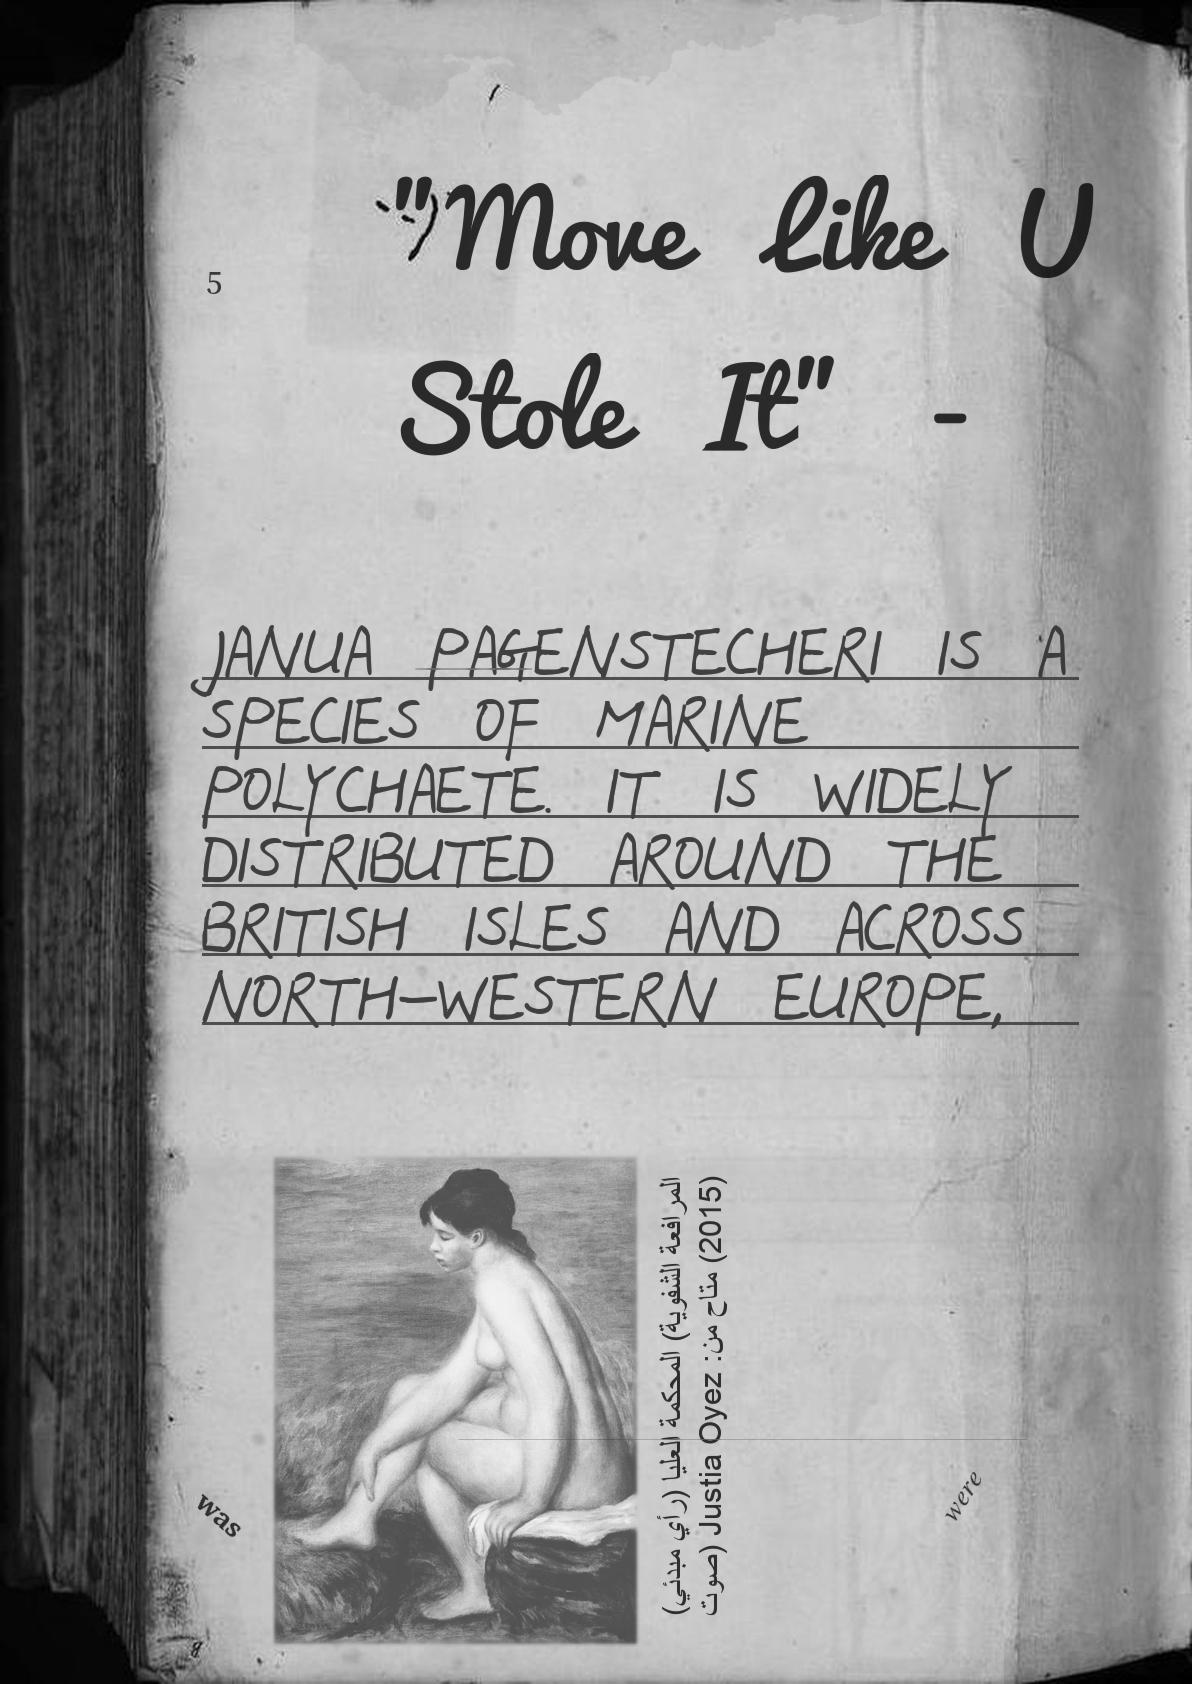 5
"Move like U
Stole It" -
JANUA PAGENSTECHERI IS A
SPECIES OF MARINE
POLYCHAETE. IT IS WIDELY
DISTRIBUTED AROUND THE
BRITISH ISLES AND ACROSS
NORTH-WESTERN EUROPE,
المرافعة الشفوية) المحكمة العليا (رأي مبدئي)
(2015) متاح من: Justia Oyez (صوت
was
were
8